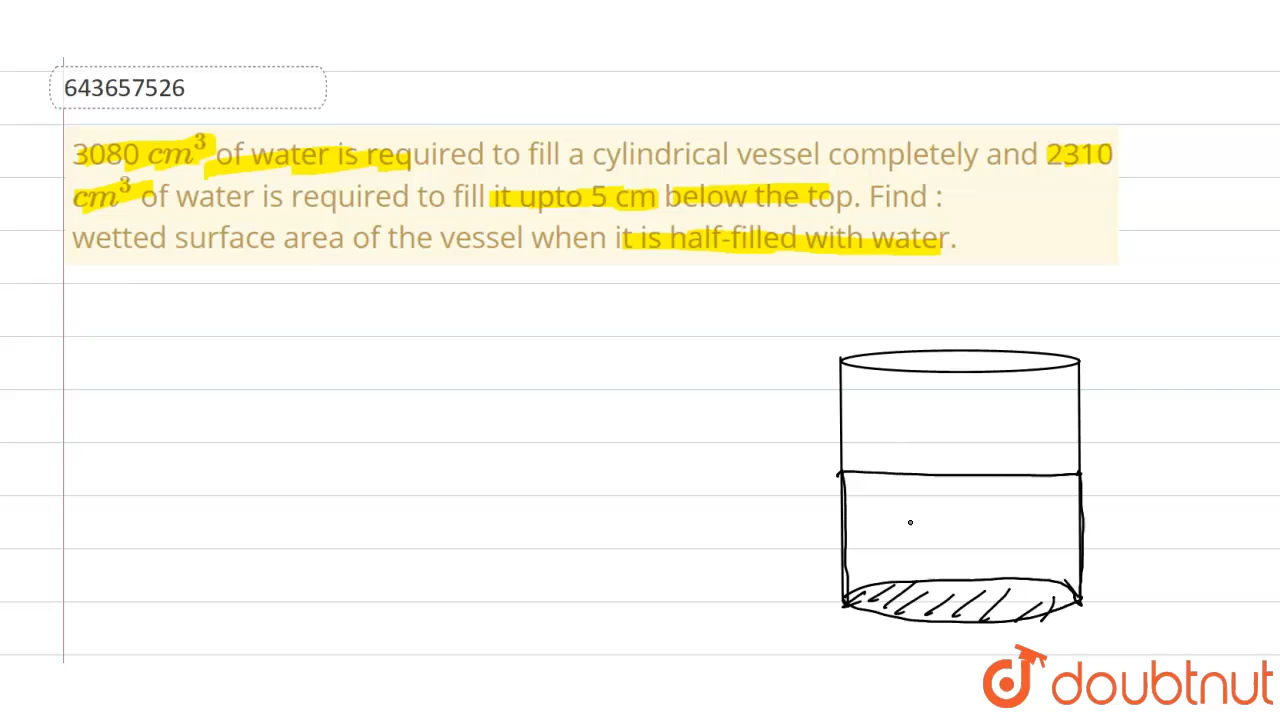 643657526
3080 cm³ of water is required to fill a cylindrical vessel completely and 2310
cm³ of water is required to fill it upto 5 cm below the top. Find :
wetted surface area of the vessel when it is half-filled with water.
doubtnut